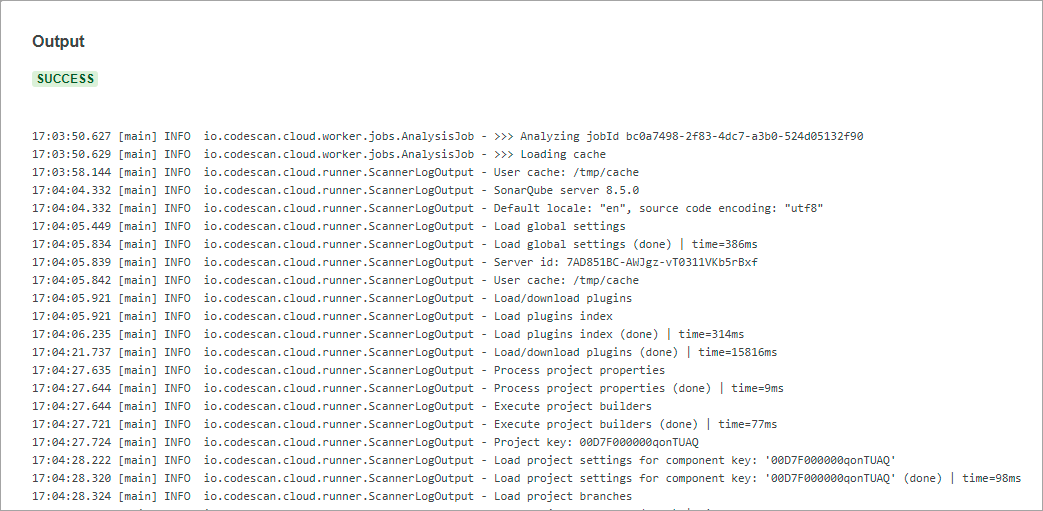 Output
SUCCESS
17:03:50.627 [main] INFO  io.codescan.cloud.worker.jobs.AnalysisJob - >>> Analyzing jobId bc0a7498-2f83-4dc7-a3b0-524d05132f90
17:03:50.629 [main] INFO  io.codescan.cloud.worker.jobs.AnalysisJob - >>> Loading cache
17:03:58.144 [main] INFO  io.codescan.cloud.runner.ScannerLogOutput - User cache: /tmp/cache
17:04:04.332 [main] INFO  io.codescan.cloud.runner.ScannerLogOutput - SonarQube server 8.5.0
17:04:04.332 [main] INFO  io.codescan.cloud.runner.ScannerLogOutput - Default locale: "en", source code encoding: "utf8"
17:04:05.449 [main] INFO  io.codescan.cloud.runner.ScannerLogOutput - Load global settings
17:04:05.834 [main] INFO  io.codescan.cloud.runner.ScannerLogOutput - Load global settings (done) | time=386ms
17:04:05.839 [main] INFO  io.codescan.cloud.runner.ScannerLogOutput - Server id: 7AD851BC-AWJgz-vT0311VKb5rBxf
17:04:05.842 [main] INFO  io.codescan.cloud.runner.ScannerLogOutput - User cache: /tmp/cache
17:04:05.921 [main] INFO  io.codescan.cloud.runner.ScannerLogOutput - Load/download plugins
17:04:05.921 [main] INFO  io.codescan.cloud.runner.ScannerLogOutput - Load plugins index
17:04:06.235 [main] INFO  io.codescan.cloud.runner.ScannerLogOutput - Load plugins index (done) | time=314ms
17:04:21.737 [main] INFO  io.codescan.cloud.runner.ScannerLogOutput - Load/download plugins (done) | time=15816ms
17:04:27.635 [main] INFO  io.codescan.cloud.runner.ScannerLogOutput - Process project properties
17:04:27.644 [main] INFO  io.codescan.cloud.runner.ScannerLogOutput - Process project properties (done) | time=9ms
17:04:27.644 [main] INFO  io.codescan.cloud.runner.ScannerLogOutput - Execute project builders
17:04:27.721 [main] INFO  io.codescan.cloud.runner.ScannerLogOutput - Execute project builders (done) | time=77ms
17:04:27.724 [main] INFO  io.codescan.cloud.runner.ScannerLogOutput - Project key: 00D7F000000qonTUAQ
17:04:28.222 [main] INFO  io.codescan.cloud.runner.ScannerLogOutput - Load project settings for component key: '00D7F000000qonTUAQ'
17:04:28.320 [main] INFO  io.codescan.cloud.runner.ScannerLogOutput - Load project settings for component key: '00D7F000000qonTUAQ' (done) | time=98ms
17:04:28.324 [main] INFO  io.codescan.cloud.runner.ScannerLogOutput - Load project branches